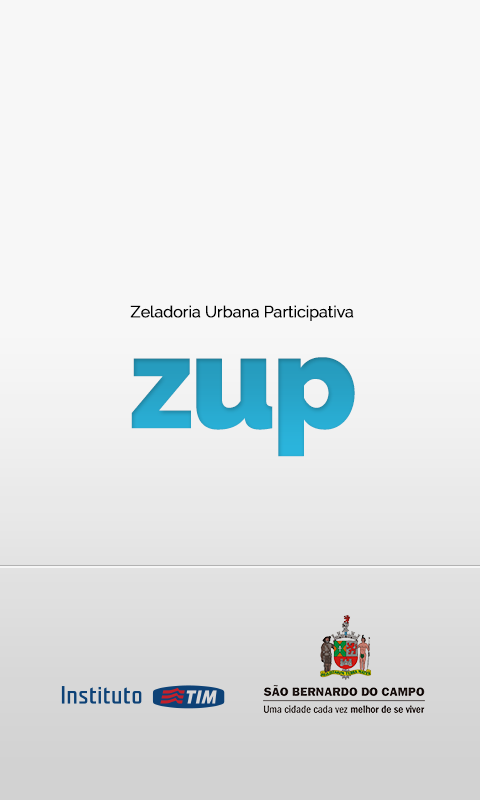 Zeladoria Urbana Participativa
zup
Instituto TIM
SÃO BERNARDO DO CAMPO
Uma cidade cada vez melhor de se viver